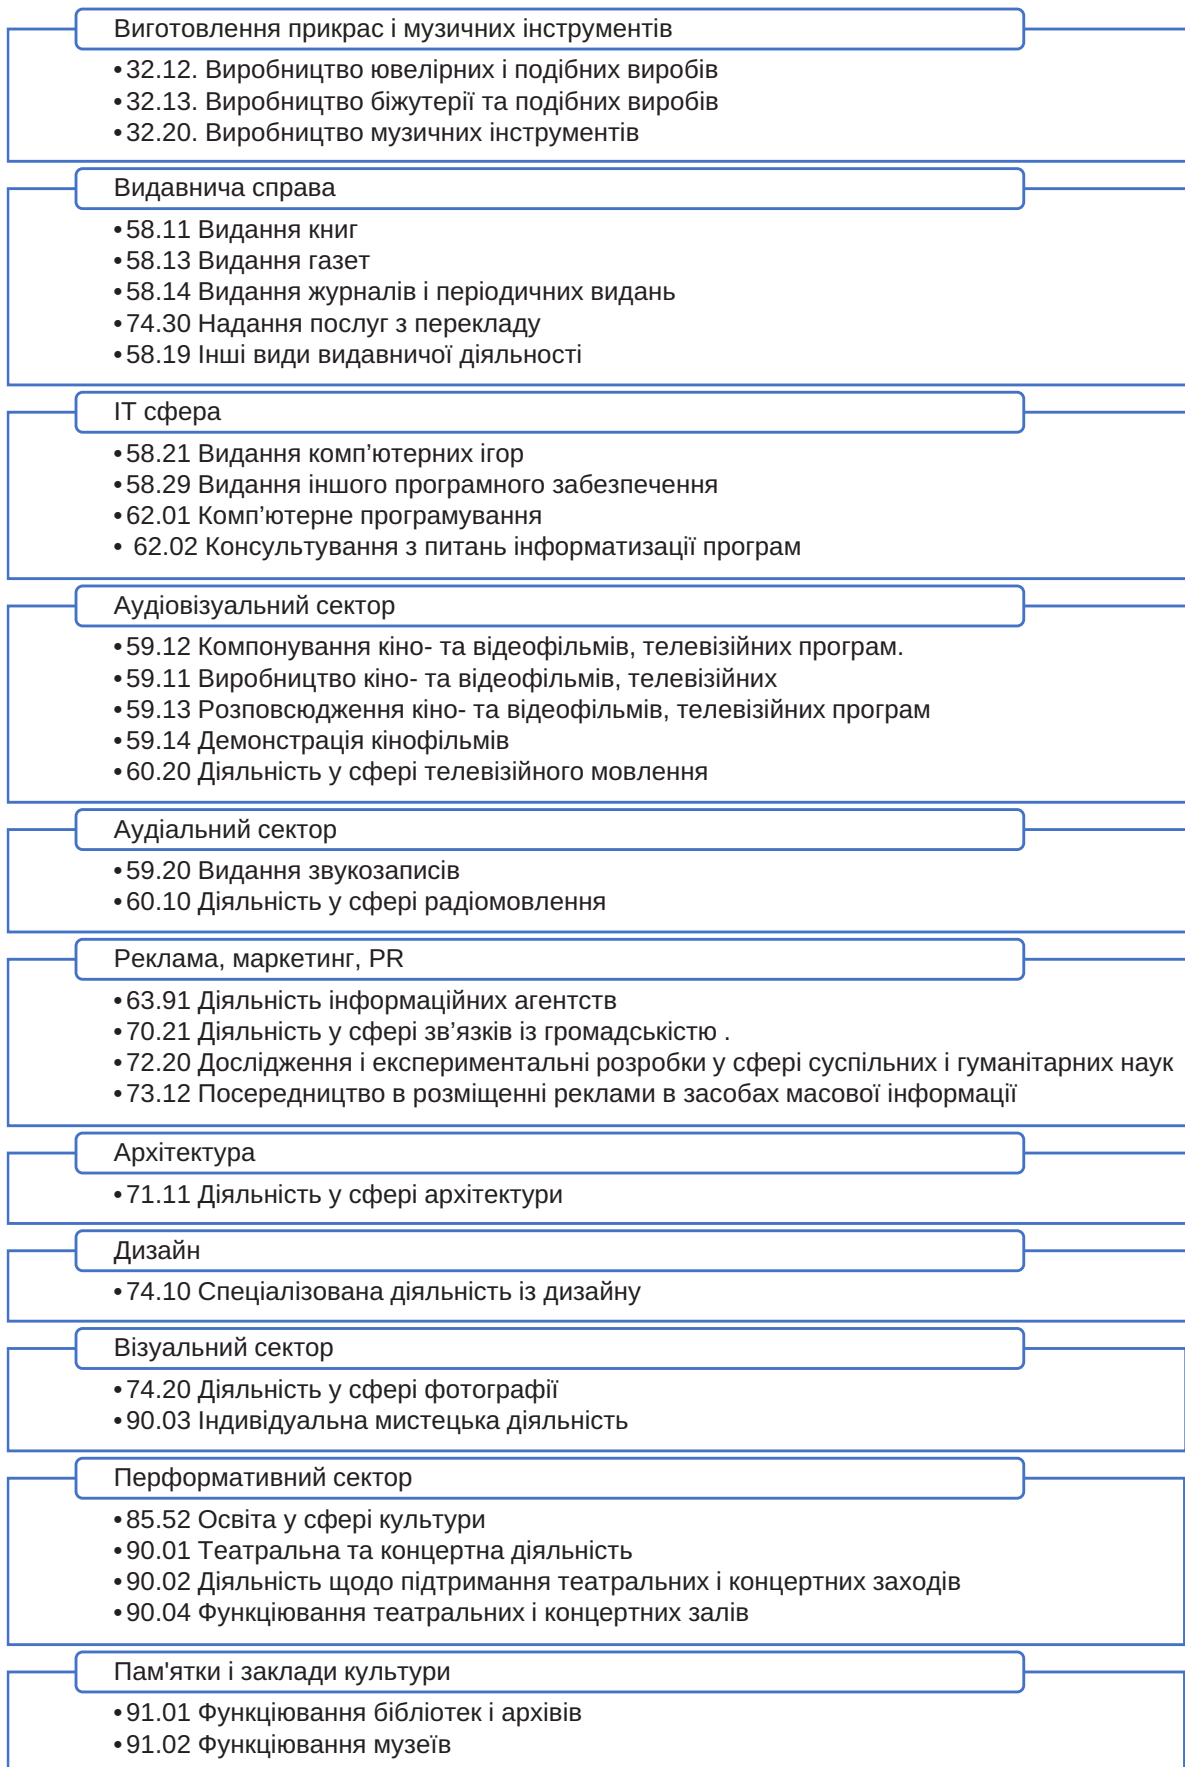 Виготовлення прикрас і музичних інструментів
•32.12. Виробництво ювелірних і подібних виробів
•32.13. Виробництво біжутерії та подібних виробів
•32.20. Виробництво музичних інструментів
Видавнича справа
•58.11 Видання книг
•58.13 Видання газет
•58.14 Видання журналів і періодичних видань
•74.30 Надання послуг з перекладу
•58.19 Інші види видавничої діяльності
ІТ сфера
•58.21 Видання комп’ютерних ігор
•58.29 Видання іншого програмного забезпечення
•62.01 Комп’ютерне програмування
• 62.02 Консультування з питань інформатизації програм
Аудіовізуальний сектор
•59.12 Компонування кіно- та відеофільмів, телевізійних програм.
•59.11 Виробництво кіно- та відеофільмів, телевізійних
•59.13 Розповсюдження кіно- та відеофільмів, телевізійних програм
•59.14 Демонстрація кінофільмів
•60.20 Діяльність у сфері телевізійного мовлення
Аудіальний сектор
•59.20 Видання звукозаписів
•60.10 Діяльність у сфері радіомовлення
Реклама, маркетинг, PR
•63.91 Діяльність інформаційних агентств
•70.21 Діяльність у сфері зв’язків із громадськістю .
•72.20 Дослідження і експериментальні розробки у сфері суспільних і гуманітарних наук
•73.12 Посередництво в розміщенні реклами в засобах масової інформації
Архітектура
•71.11 Діяльність у сфері архітектури
Дизайн
•74.10 Спеціалізована діяльність із дизайну
Візуальний сектор
•74.20 Діяльність у сфері фотографії
•90.03 Індивідуальна мистецька діяльність
Перформативний сектор
•85.52 Освіта у сфері культури
•90.01 Театральна та концертна діяльність
•90.02 Діяльність щодо підтримання театральних і концертних заходів
•90.04 Функціювання театральних і концертних залів
Пам'ятки і заклади культури
•91.01 Функціювання бібліотек і архівів
•91.02 Функціювання музеїв